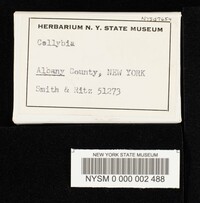 HERBARIUM N. Y. STATE MUSEUM
Collybia
Albany County, NEW YORK
Smith & Ritz 51273
NEW YORK STATE MUSEUM
NYSM 0 000 002 488